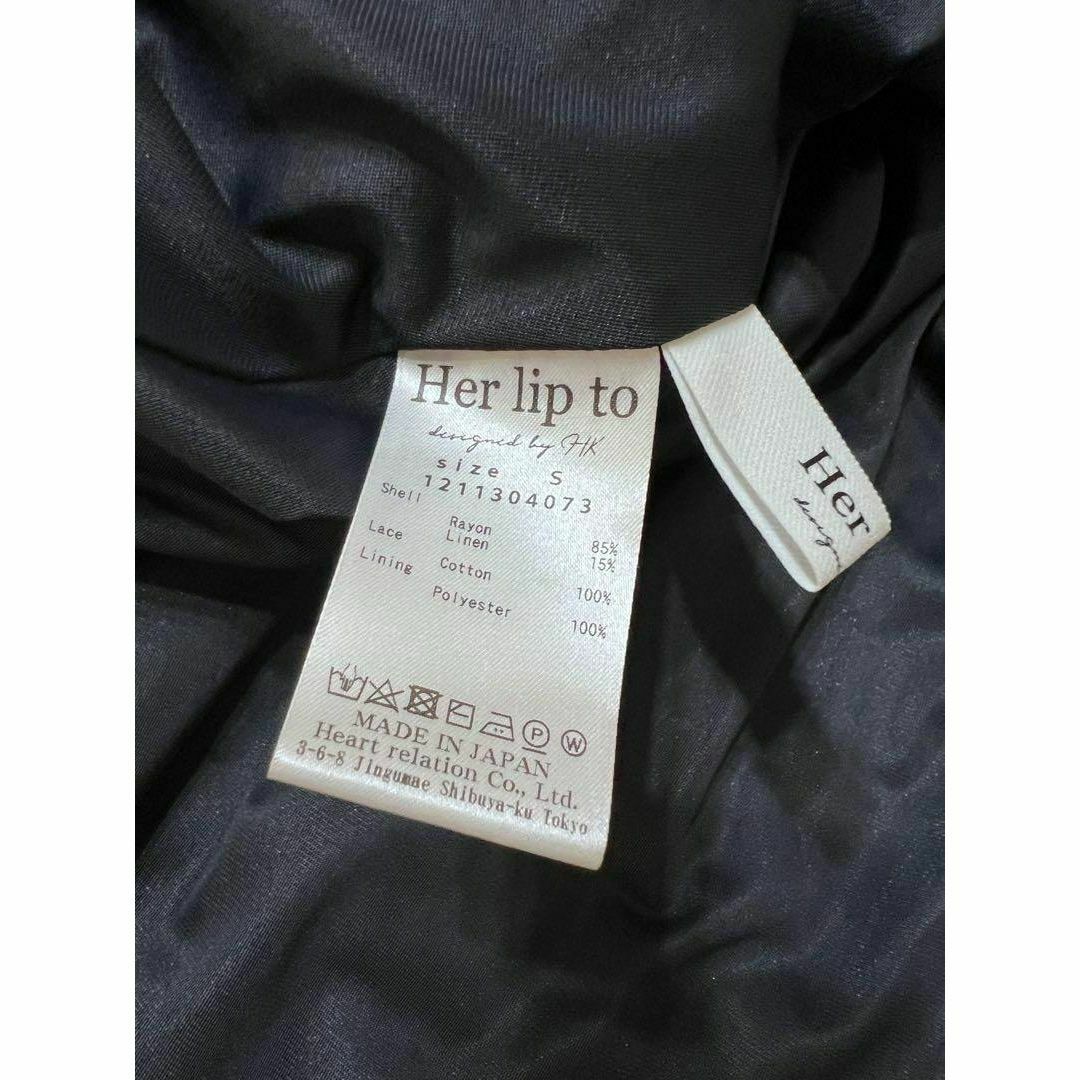 Her lip to
designed by HK
size S
1211304073
Shell Rayon 85%
Linen 15%
Lace Cotton 100%
Lining Polyester 100%
P W
MADE IN JAPAN
Heart relation Co., Ltd.
3-6-8 Jingumae Shibuya-ku Tokyo
Her